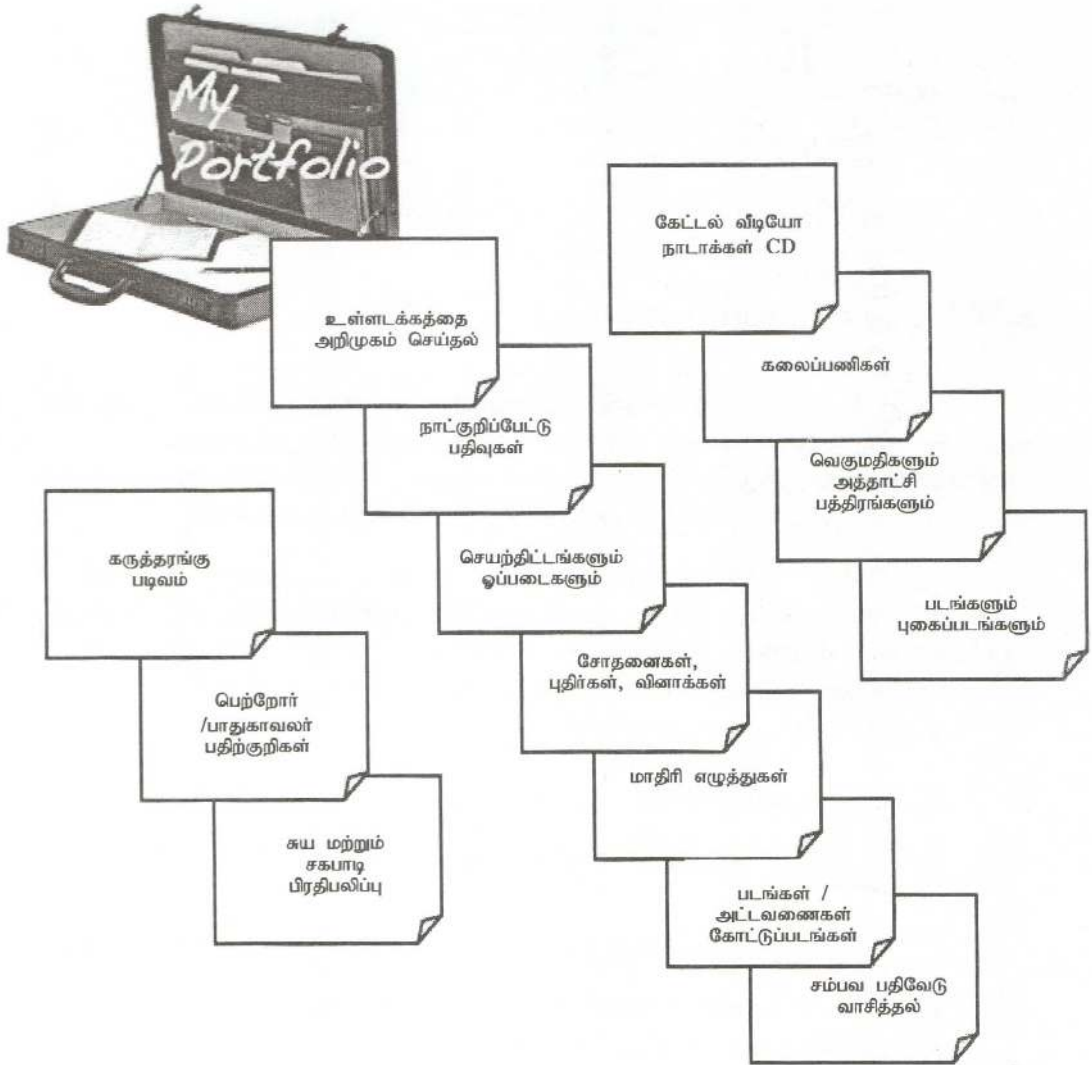 My
Portfolio
கேட்டல் வீடியோ
நாடாக்கள் CD
உள்ளடக்கத்தை
அறிமுகம் செய்தல்
கலைப்பணிகள்
நாட்குறிப்பேட்டு
பதிவுகள்
வெகுமதிகளும்
அத்தாட்சி
பத்திரங்களும்
கருத்தரங்கு
படிவம்
செயற்திட்டங்களும்
ஒப்படைகளும்
படங்களும்
புகைப்படங்களும்
சோதனைகள்,
புதிர்கள், வினாக்கள்
பெற்றோர்
/பாதுகாவலர்
பதிற்குறிகள்
மாதிரி எழுத்துகள்
சுய மற்றும்
சகபாடி
பிரதிபலிப்பு
படங்கள் /
அட்டவணைகள்
கோட்டுப்படங்கள்
சம்பவ பதிவேடு
வாசித்தல்